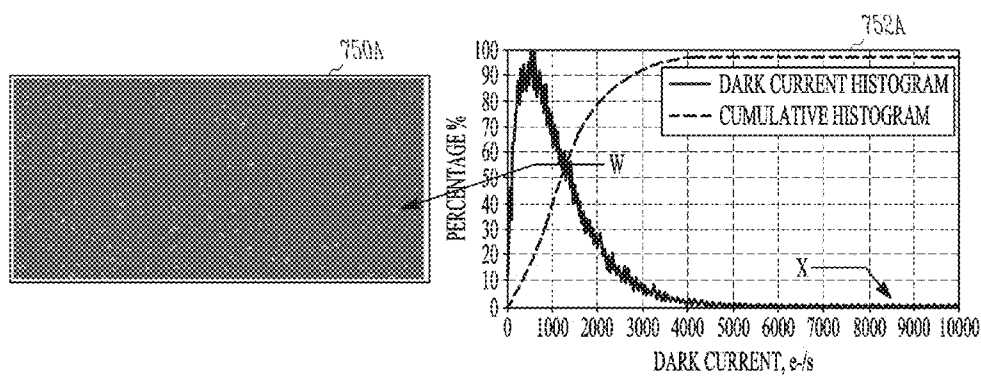 750A
752A
100
90
80
70
60
50
40
30
20
10
0
PERCENTAGE %
DARK CURRENT HISTOGRAM
CUMULATIVE HISTOGRAM
W
X
0 1000 2000 3000 4000 5000 6000 7000 8000 9000 10000
DARK CURRENT, e-/s